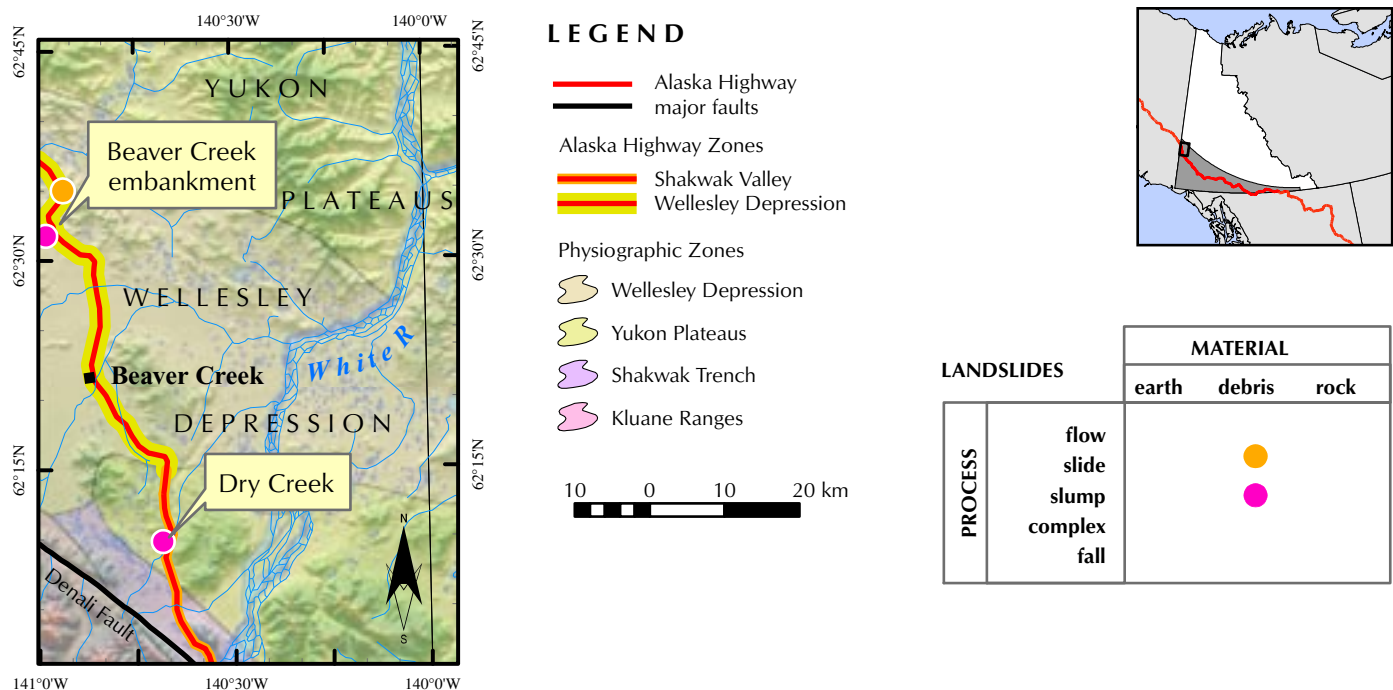 140°30'W
140°0'W
62°45'N
62°45'N
YUKON
Beaver Creek
embankment
PLATEAUS
62°30'N
62°30'N
WELLESLEY
White R
Beaver Creek
DEPRESSION
62°15'N
62°15'N
Dry Creek
N
S
Denali Fault
141°0'W
140°30'W
140°0'W
LEGEND
Alaska Highway
major faults
Alaska Highway Zones
Shakwak Valley
Wellesley Depression
Physiographic Zones
Wellesley Depression
Yukon Plateaus
Shakwak Trench
Kluane Ranges
10 0 10 20 km
LANDSLIDES
MATERIAL
earth debris rock
PROCESS
flow
slide
slump
complex
fall